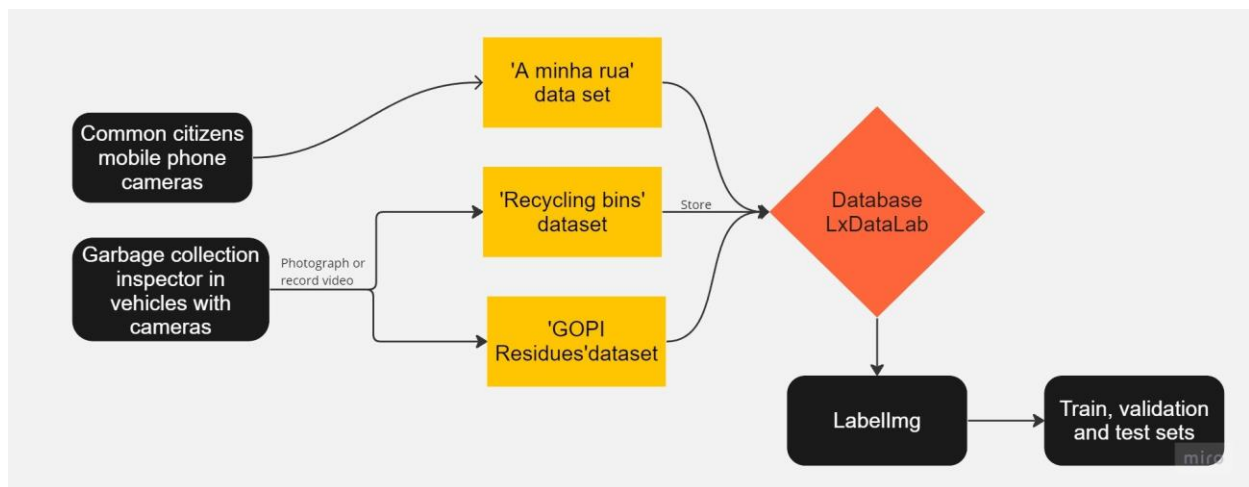 'A minha rua'
data set
Common citizens
mobile phone
cameras
'Recycling bins'
dataset
Store
Database
LxDataLab
Garbage collection
inspector in
vehicles with
cameras
Photograph or
record video
'GOPI
Residues'dataset
LabelImg
Train, validation
and test sets
miro